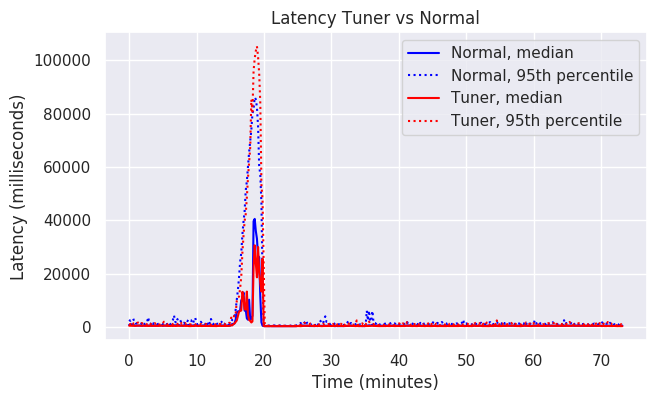 Latency Tuner vs Normal
Latency (milliseconds)
100000
80000
60000
40000
20000
0
Normal, median
Normal, 95th percentile
Tuner, median
Tuner, 95th percentile
0 10 20 30 40 50 60 70
Time (minutes)